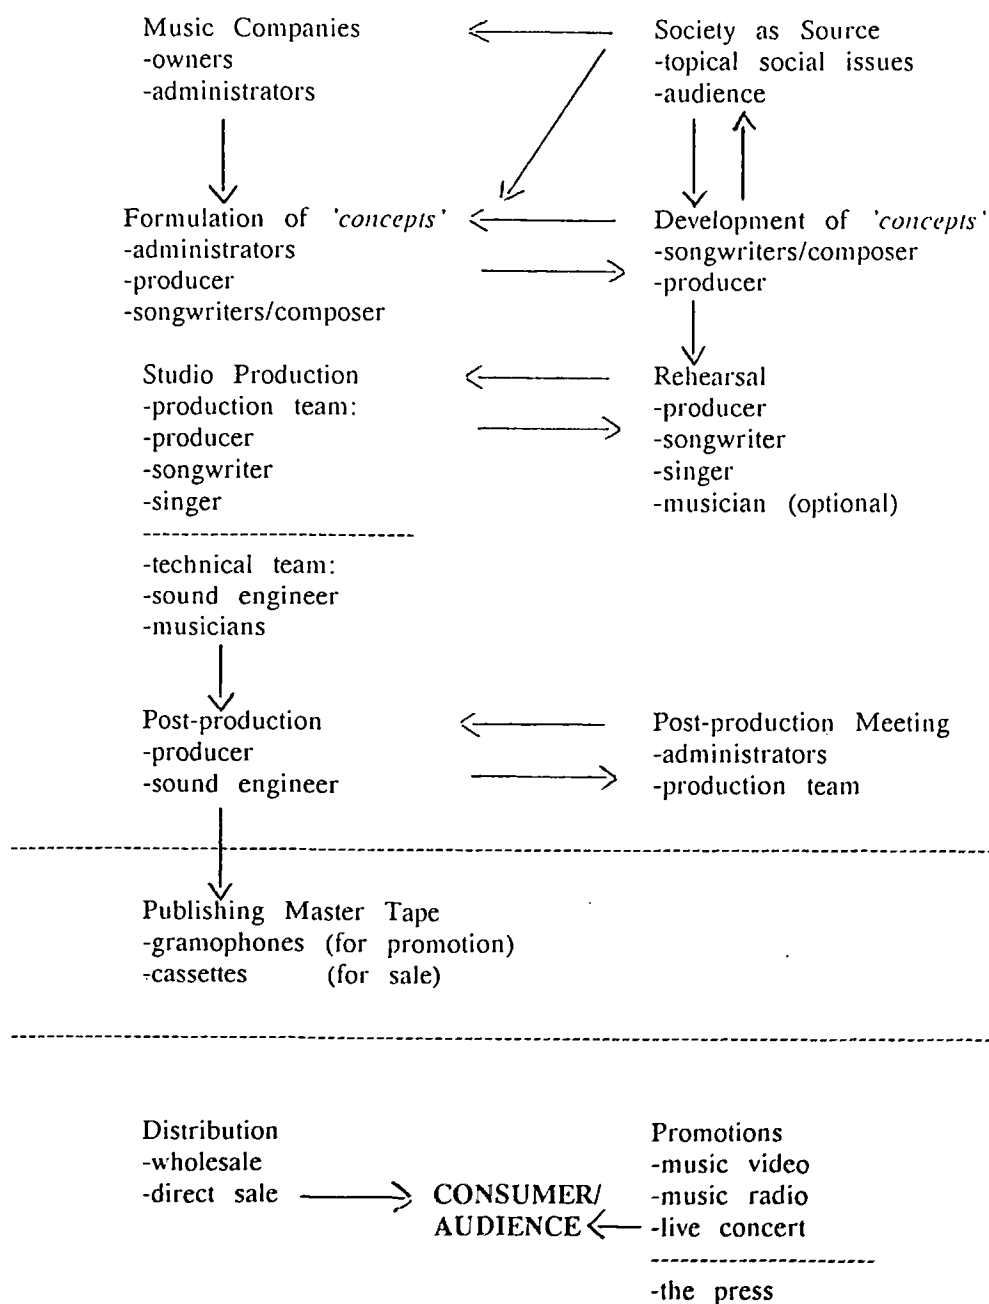 Music Companies
-owners
-administrators
Society as Source
-topical social issues
-audience
Formulation of 'concepts'
-administrators
-producer
-songwriters/composer
Development of 'concepts'
-songwriters/composer
-producer
Studio Production
-production team:
-producer
-songwriter
-singer
-technical team:
-sound engineer
-musicians
Rehearsal
-producer
-songwriter
-singer
-musician (optional)
Post-production
-producer
-sound engineer
Post-production Meeting
-administrators
-production team
Publishing Master Tape
-gramophones (for promotion)
-cassettes (for sale)
Distribution
-wholesale
-direct sale
CONSUMER/
AUDIENCE
Promotions
-music video
-music radio
-live concert
-the press